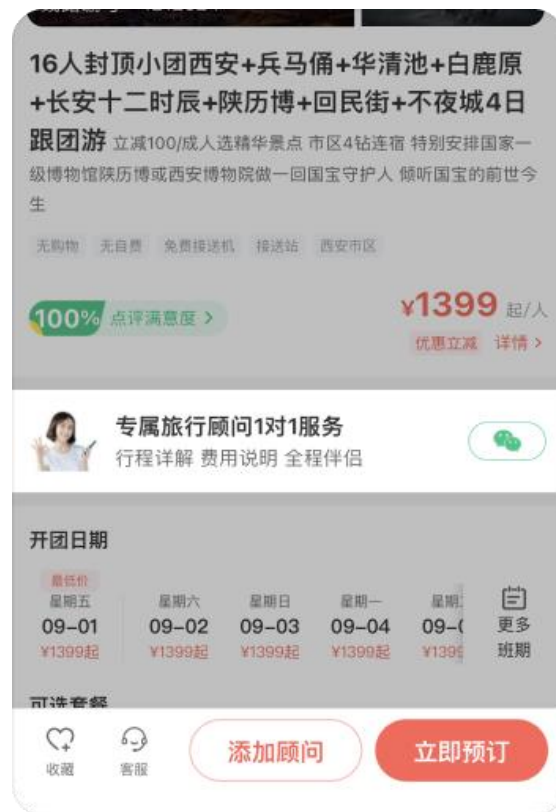 16人封顶小团西安+兵马俑+华清池+白鹿原
+长安十二时辰+陕历博+回民街+不夜城4日
跟团游 立减100/成人选精华景点 市区4钻连宿 特别安排国家一
级博物馆陕历博或西安博物院做一回国宝守护人 倾听国宝的前世今
生
无购物 无自费 免费接送机 接送站 西安市区
100% 点评满意度 >
¥1399 起/人
优惠立减 详情 >
专属旅行顾问1对1服务
行程详解 费用说明 全程伴侣
开团日期
最低价
星期五 星期六 星期日 星期一 星期
09-01 09-02 09-03 09-04 09-0
¥1399起 ¥1399起 ¥1399起 ¥1399起 ¥1399
更多
班期
可选套餐
收藏
客服
添加顾问
立即预订